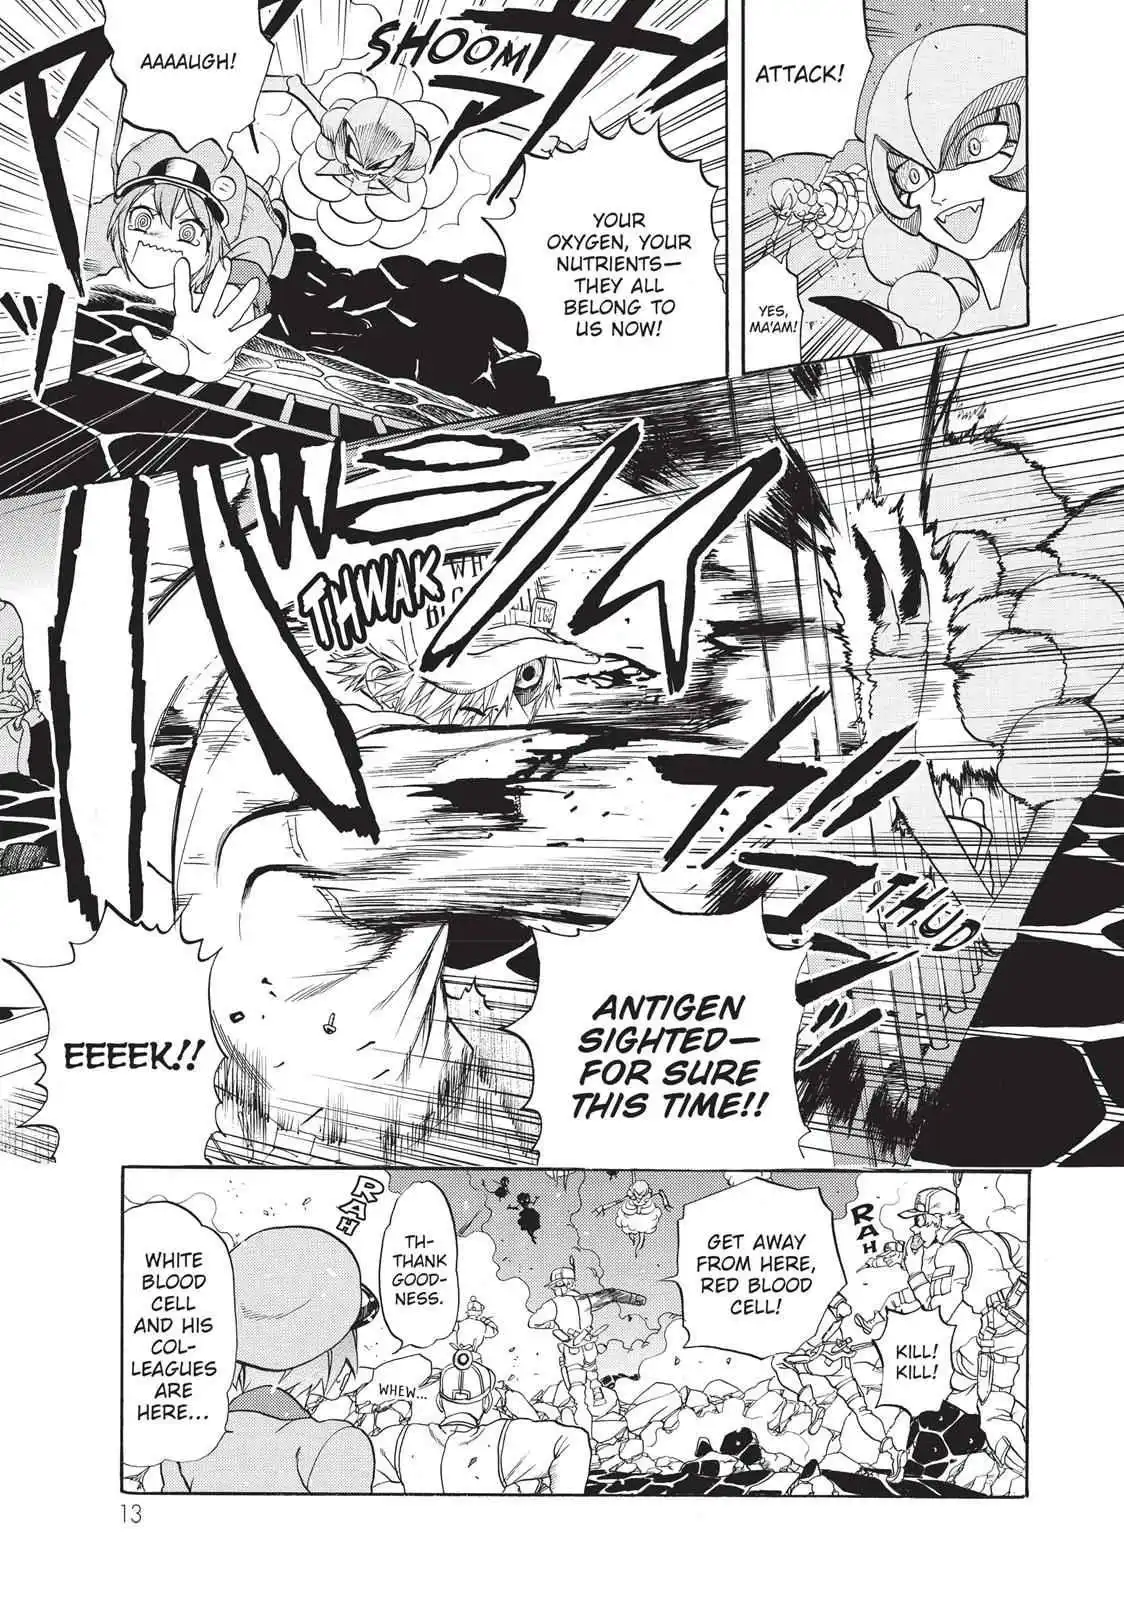 ATTACK!
YES,
MA'AM!
YOUR
OXYGEN, YOUR
NUTRIENTS—
THEY ALL
BELONG TO
US NOW!
SHOOM
AAAAUGH!
THWAK
THUD
ANTIGEN
SIGHTED—
FOR SURE
THIS TIME!!
EEEEK!!
RAH
KILL!
KILL!
GET AWAY
FROM HERE,
RED BLOOD
CELL!
TH-
THANK
GOOD-
NESS.
RAH
WHEW...
WHITE
BLOOD
CELL
AND HIS
COL-
LEAGUES
ARE
HERE...
13